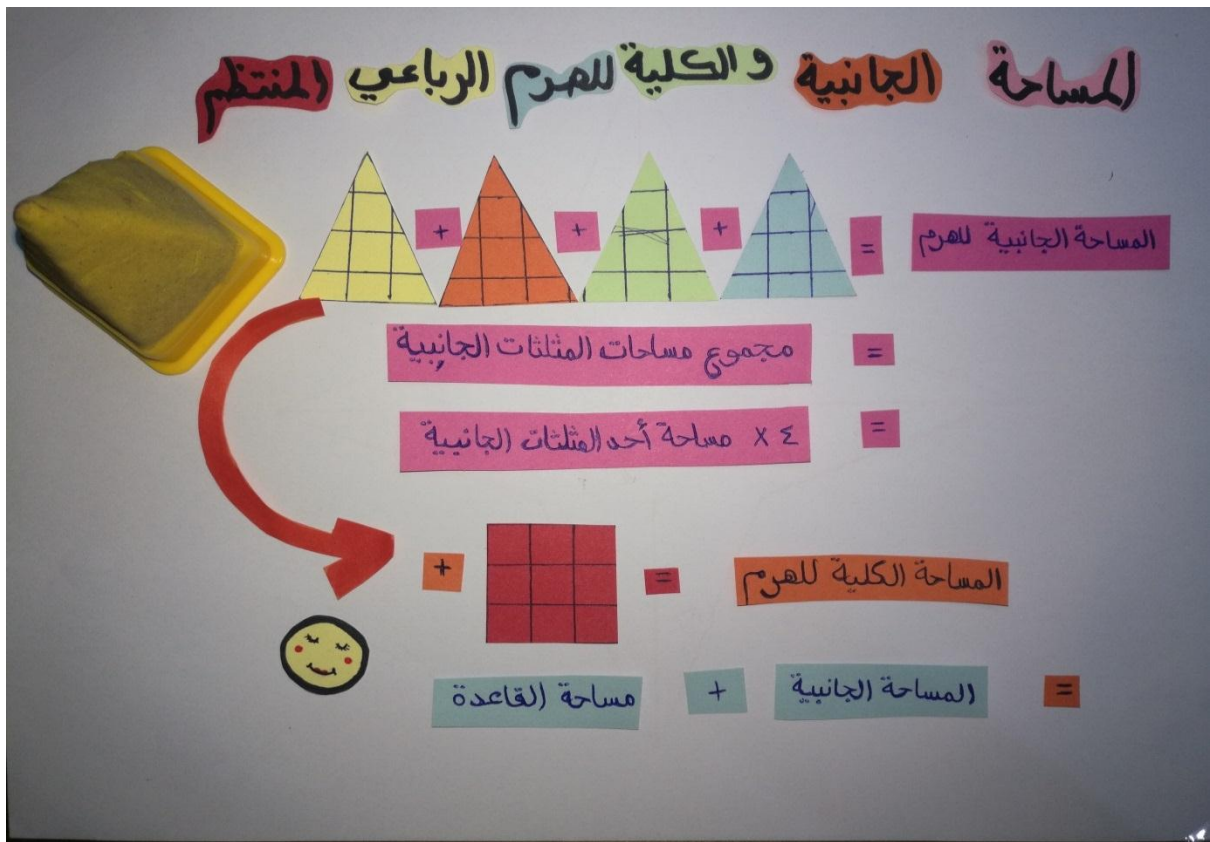 المساحة الجانبية والكلية للهرم الرباعي المنتظم
المساحة الجانبية للهرم = + + +
= مجموع مساحات المثلثات الجانبية
= ٤ × مساحة أحد المثلثات الجانبية
المساحة الكلية للهرم = +
= المساحة الجانبية + مساحة القاعدة